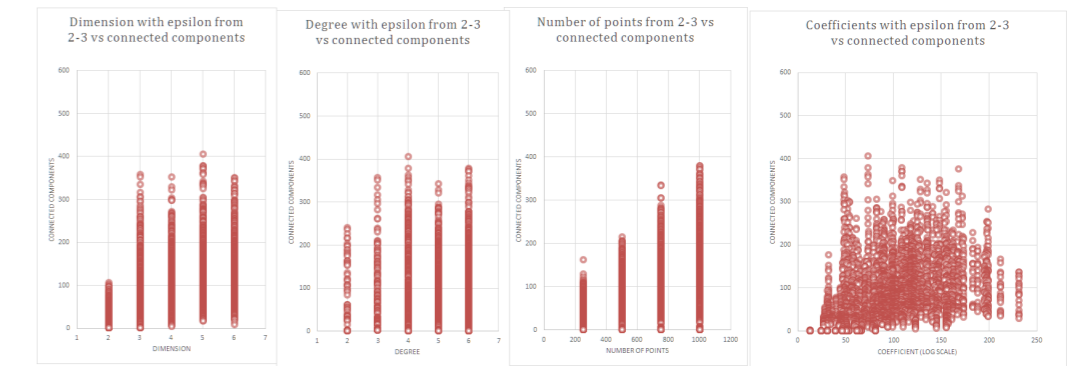 Dimension with epsilon from
2-3 vs connected components
600
500
400
300
200
100
0
1 2 3 4 5 6 7
CONNECTED COMPONENTS
DIMENSION
Degree with epsilon from 2-3
vs connected components
600
500
400
300
200
100
0
1 2 3 4 5 6 7
CONNECTED COMPONENTS
DEGREE
Number of points from 2-3 vs
connected components
600
500
400
300
200
100
0
0 200 400 600 800 1000 1200
CONNECTED COMPONENTS
NUMBER OF POINTS
Coefficients with epsilon from 2-3
vs connected components
600
500
400
300
200
100
0
0 50 100 150 200 250
CONNECTED COMPONENTS
COEFFICIENT (LOG SCALE)